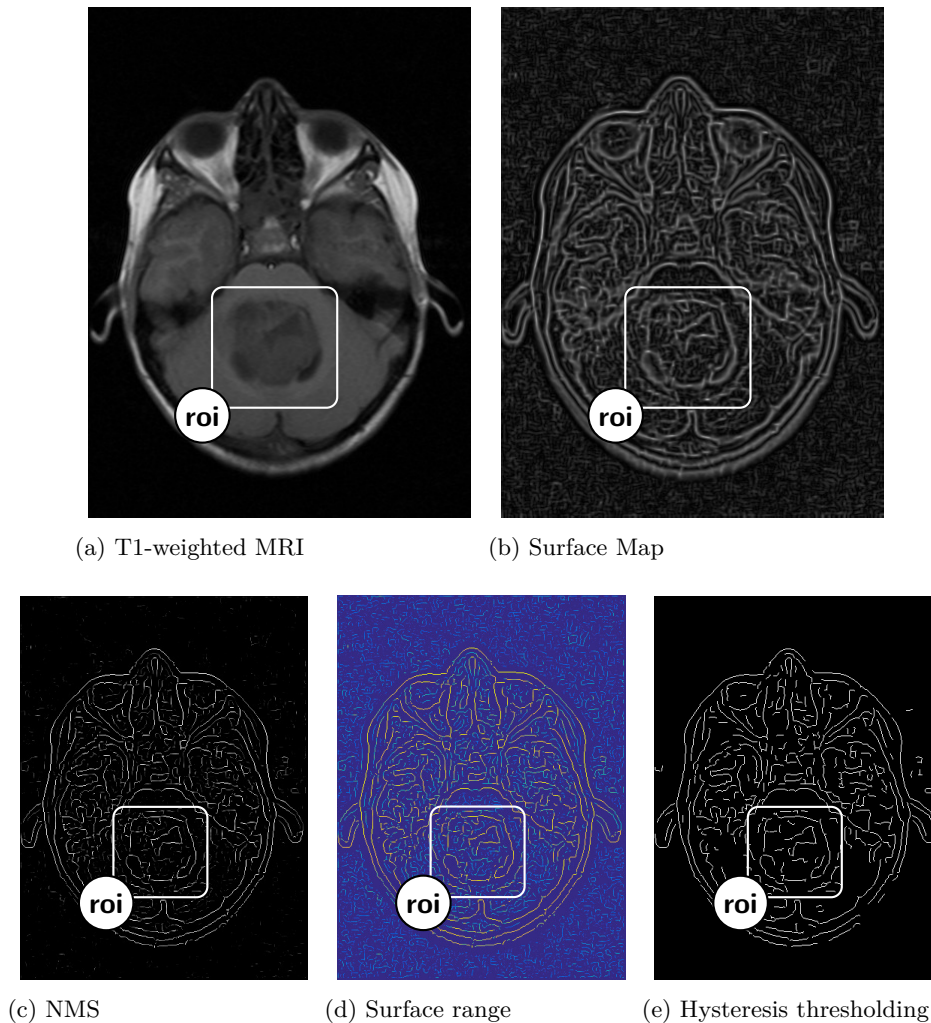 roi
roi
(a) T1-weighted MRI
(b) Surface Map
roi
roi
roi
(c) NMS
(d) Surface range
(e) Hysteresis thresholding